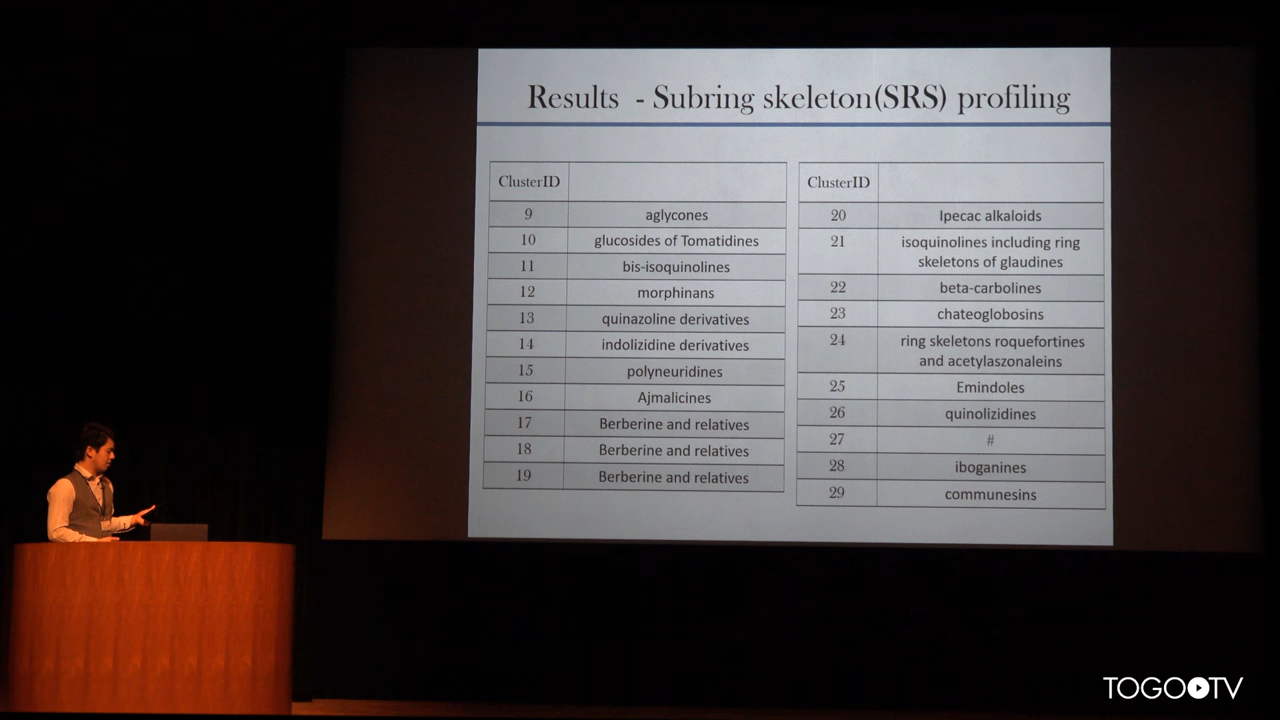 Results - Subring skeleton(SRS) profiling
ClusterID
9 aglycones
10 glucosides of Tomatidines
11 bis-isoquinolines
12 morphinans
13 quinazoline derivatives
14 indolizidine derivatives
15 polyneuridines
16 Ajmalicines
17 Berberine and relatives
18 Berberine and relatives
19 Berberine and relatives
ClusterID
20 Ipecac alkaloids
21 isoquinolines including ring
skeletons of glaudines
22 beta-carbolines
23 chateoglobosins
24 ring skeletons roquefortines
and acetylaszonaleins
25 Emindoles
26 quinolizidines
27 #
28 iboganines
29 communesins
TOGOTV